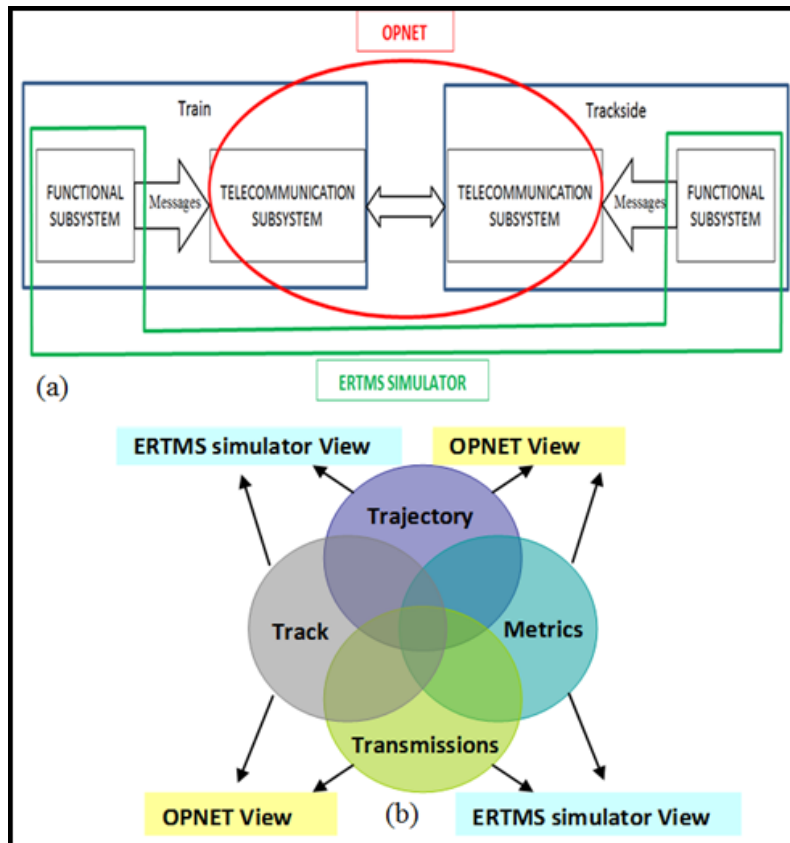 OPNET
Train
Trackside
FUNCTIONAL
SUBSYSTEM
Messages
TELECOMMUNICATION
SUBSYSTEM
TELECOMMUNICATION
SUBSYSTEM
Messages
FUNCTIONAL
SUBSYSTEM
ERTMS SIMULATOR
(a)
ERTMS simulator View
OPNET View
Trajectory
Track
Metrics
Transmissions
OPNET View
(b)
ERTMS simulator View